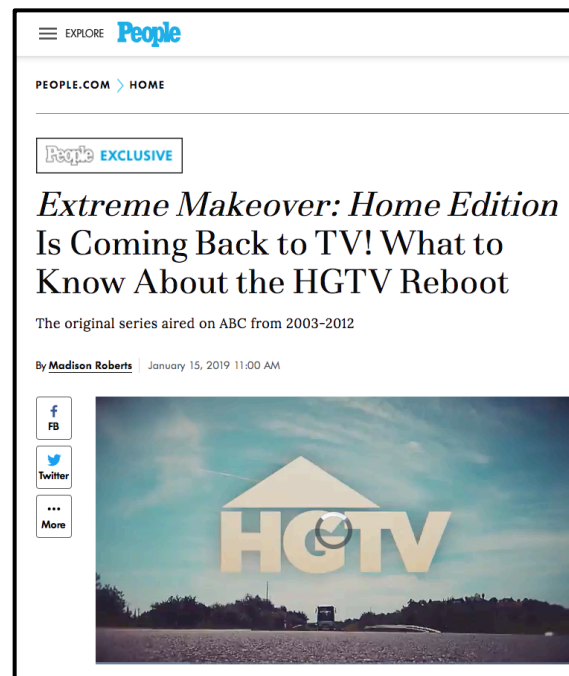 EXPLORE People
PEOPLE.COM > HOME
People EXCLUSIVE
Extreme Makeover: Home Edition
Is Coming Back to TV! What to
Know About the HGTV Reboot
The original series aired on ABC from 2003-2012
By Madison Roberts January 15, 2019 11:00 AM
FB
Twitter
More
HGTV